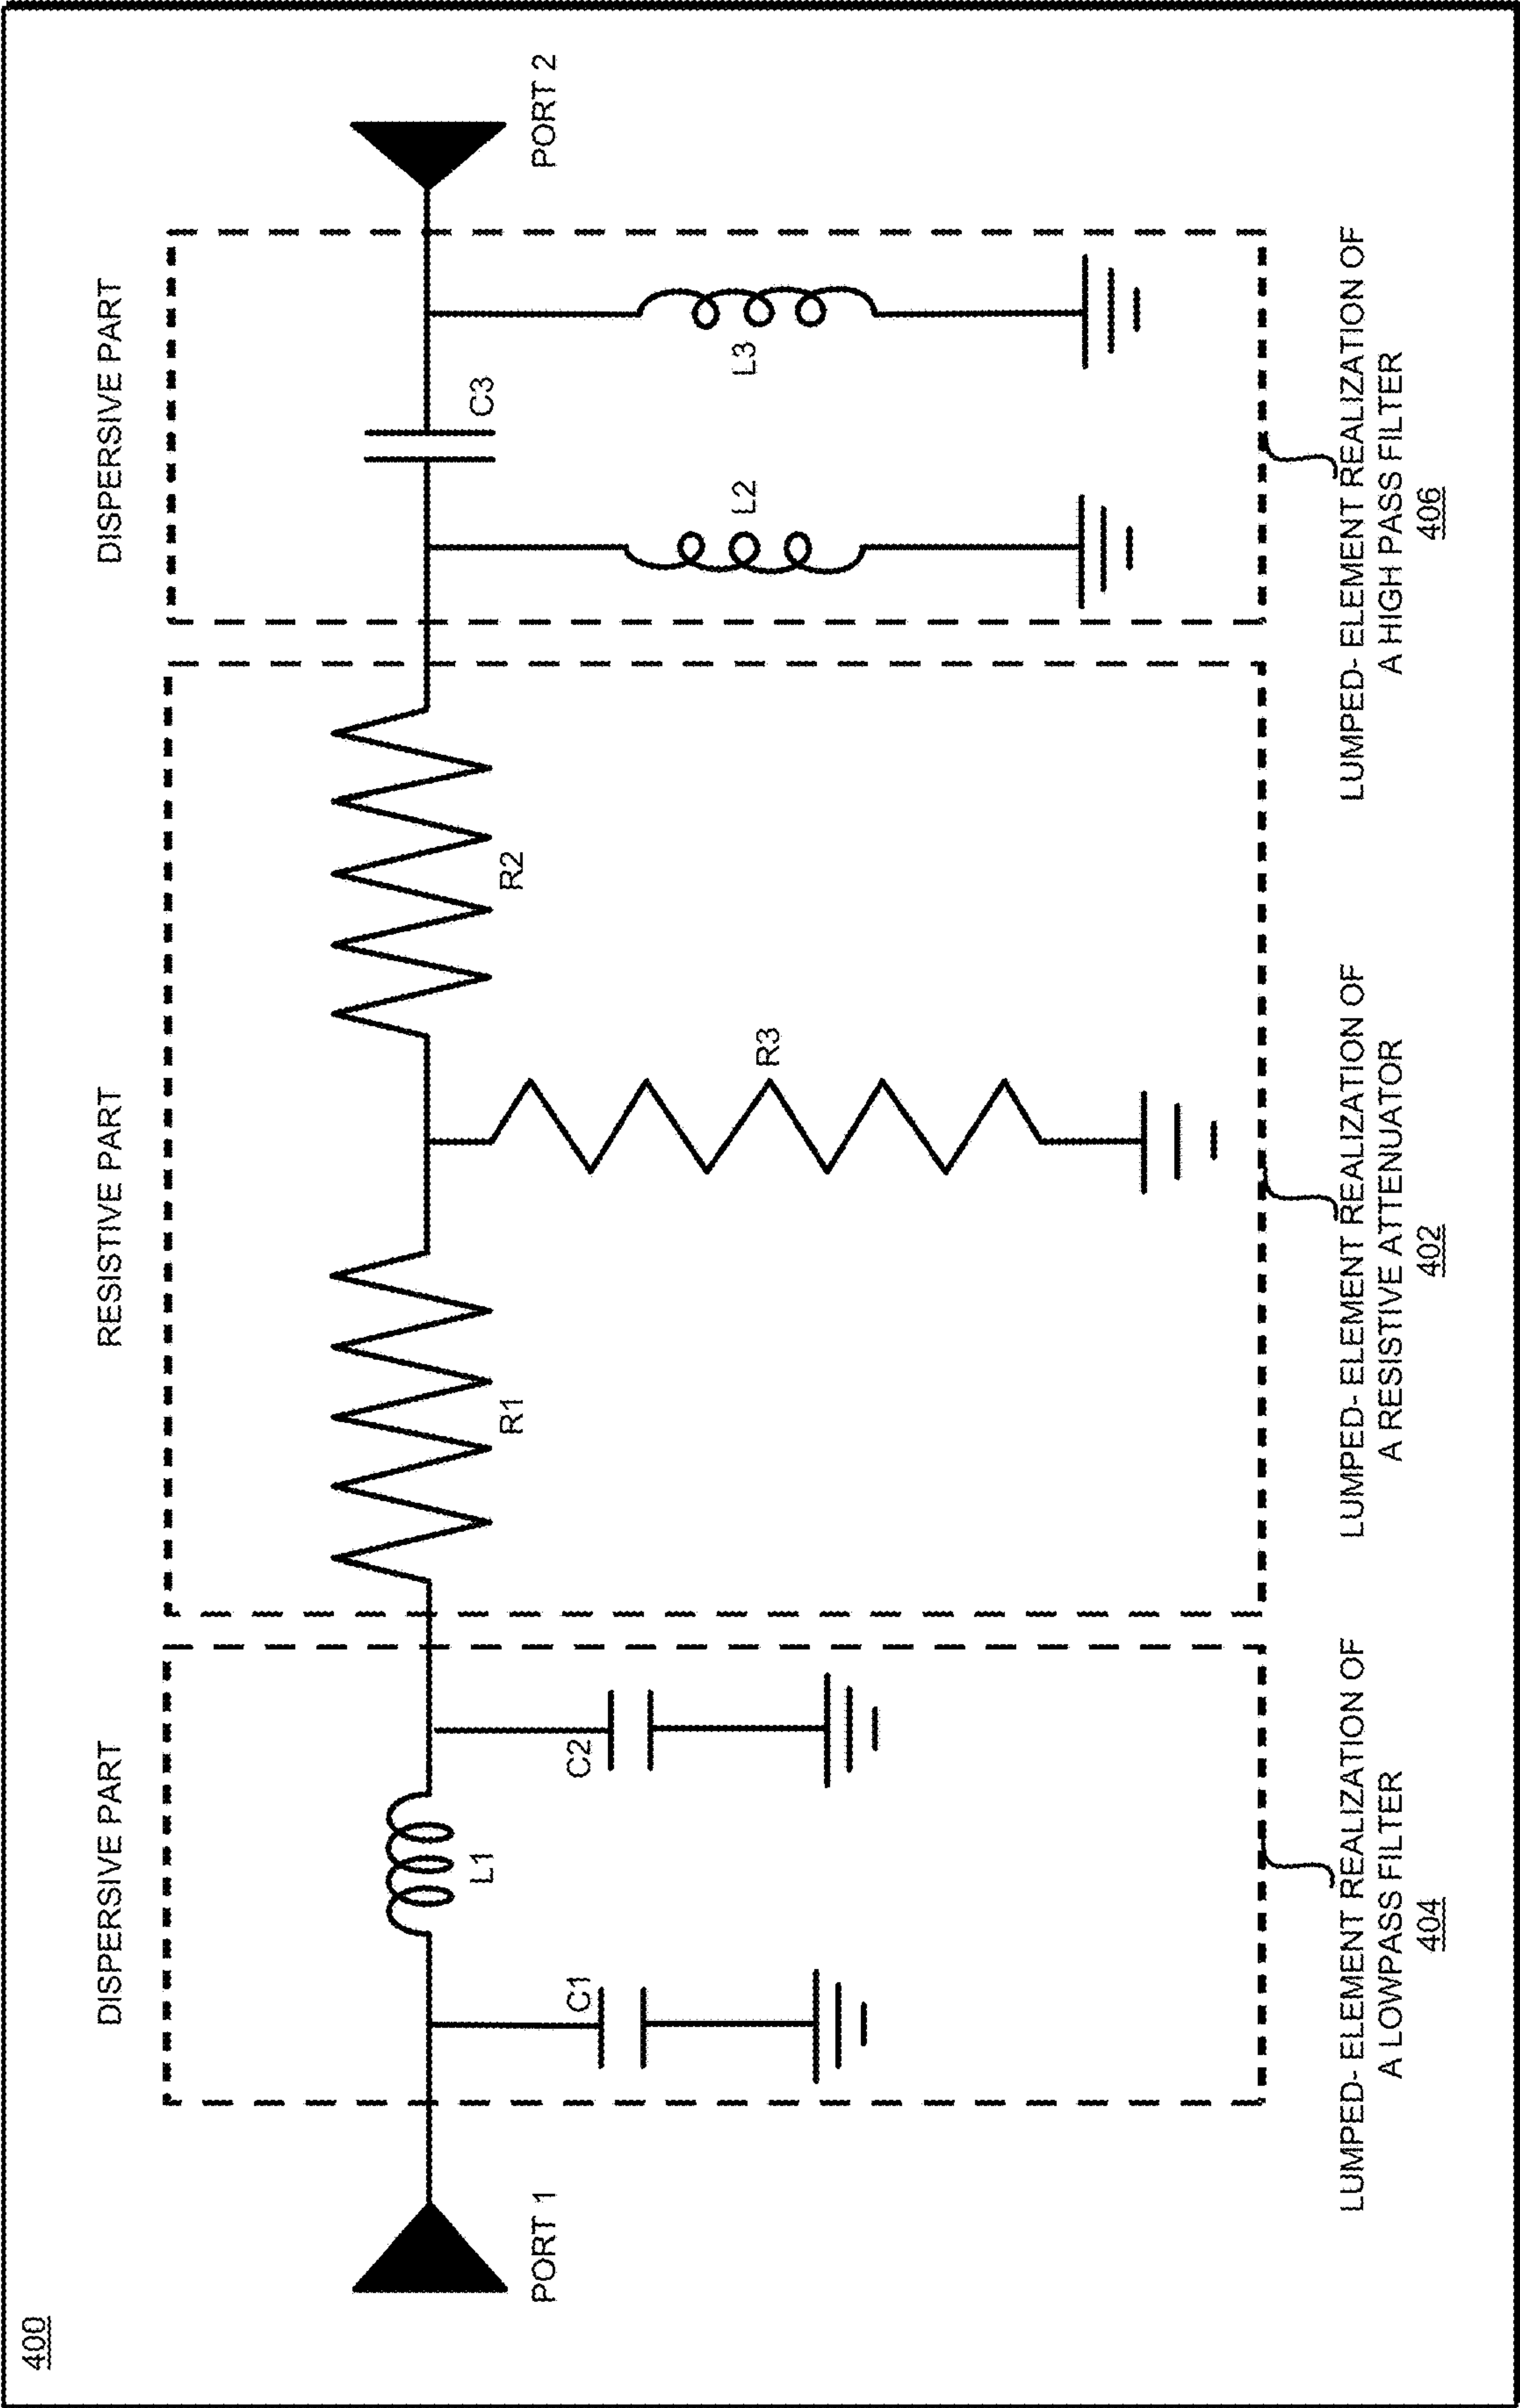 400
DISPERSIVE PART
RESISTIVE PART
DISPERSIVE PART
PORT 1
C1
L1
C2
R1
R3
R2
L2
C3
L3
PORT 2
LUMPED- ELEMENT REALIZATION OF
A LOWPASS FILTER
404
LUMPED- ELEMENT REALIZATION OF
A RESISTIVE ATTENUATOR
402
LUMPED- ELEMENT REALIZATION OF
A HIGH PASS FILTER
406